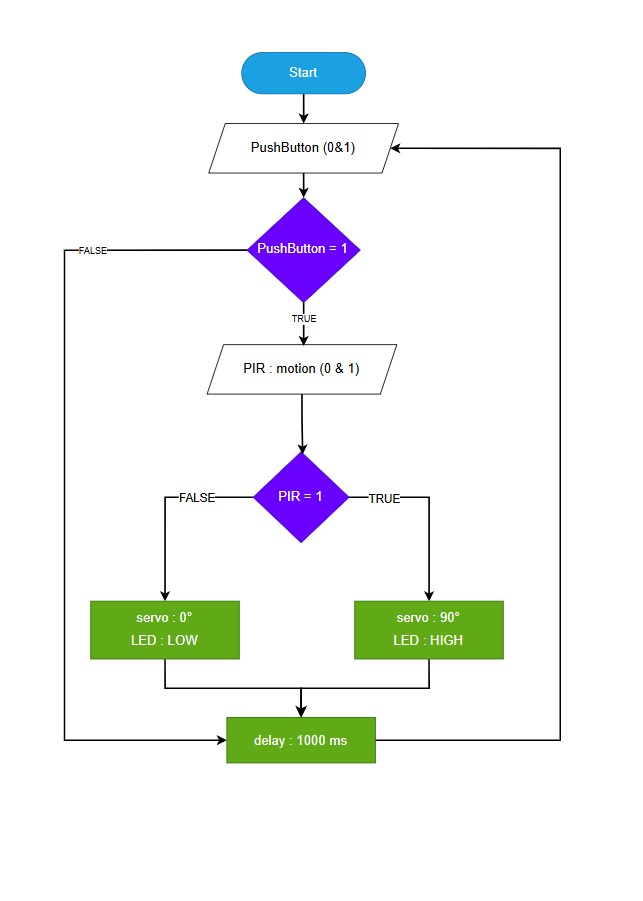 Start
PushButton (0&1)
PushButton = 1
FALSE
TRUE
PIR : motion (0 & 1)
PIR = 1
FALSE
TRUE
servo : 0°
LED : LOW
servo : 90°
LED : HIGH
delay : 1000 ms